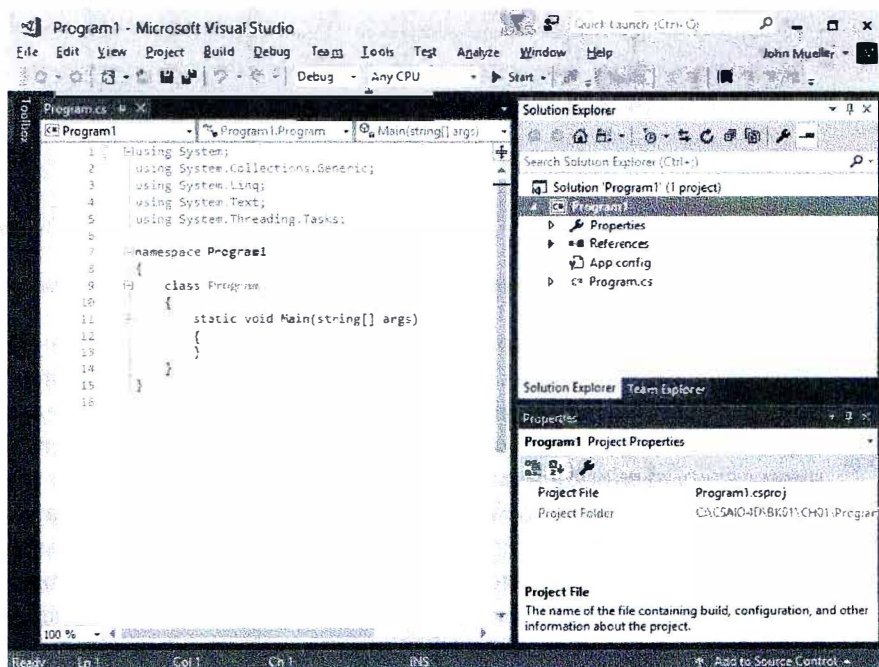 Program1 - Microsoft Visual Studio
Quick Launch (Ctrl+Q)
File Edit View Project Build Debug Team Tools Test Analyze Window Help
John Mueller
Debug Any CPU Start
Toolbox
Program.cs
C# Program1 Program1.Program Main(string[] args)
1 using System;
2 using System.Collections.Generic;
3 using System.Linq;
4 using System.Text;
5 using System.Threading.Tasks;
6
7 namespace Program1
8 {
9 class Program
10 {
11 static void Main(string[] args)
12 {
13 }
14 }
15 }
16
100 %
Solution Explorer
Search Solution Explorer (Ctrl+;)
Solution 'Program1' (1 project)
C# Program1
Properties
References
App.config
C# Program.cs
Solution Explorer Team Explorer
Properties
Program1 Project Properties
Project File Program1.csproj
Project Folder
Project File
The name of the file containing build, configuration, and other
information about the project.
Ready Ln 1 Col 1 Ch 1 INS Add to Source Control